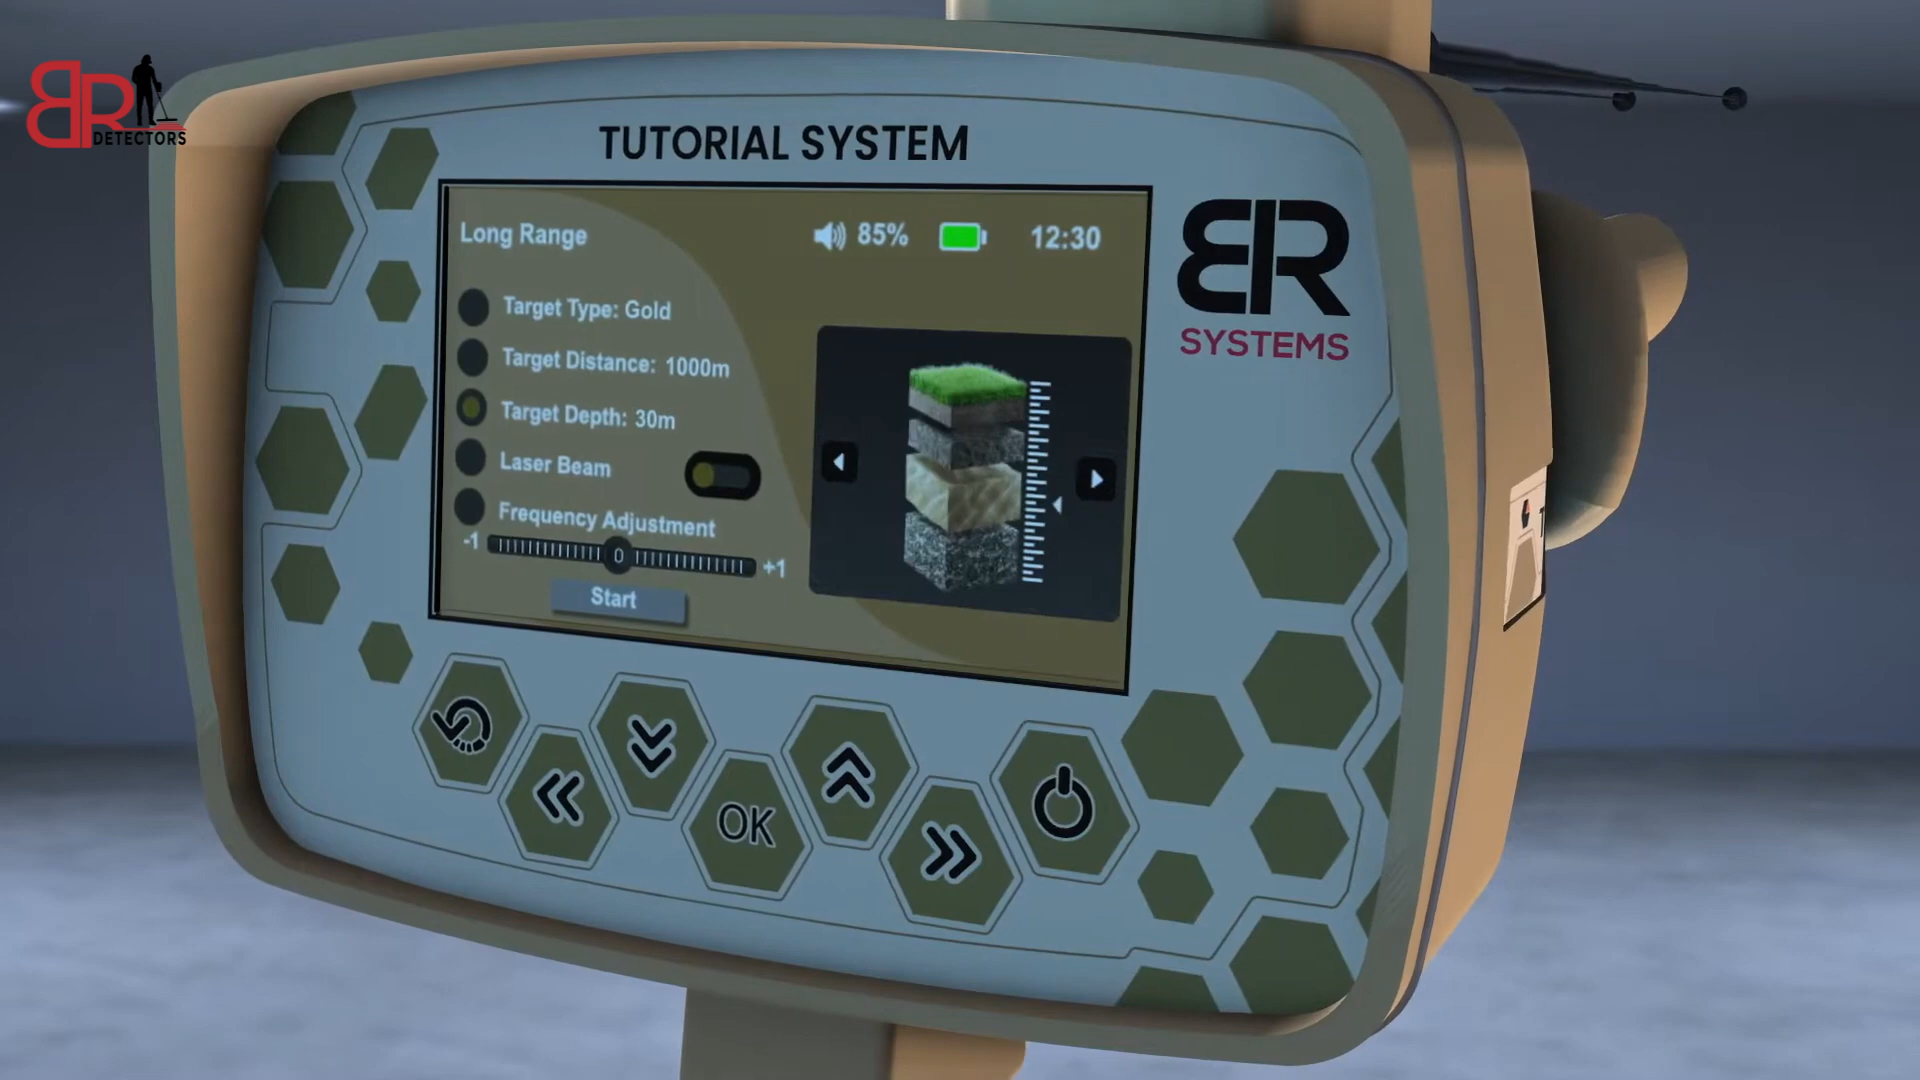 BR
DETECTORS
TUTORIAL SYSTEM
Long Range
85%
12:30
Target Type: Gold
Target Distance: 1000m
Target Depth: 30m
Laser Beam
Frequency Adjustment
-1
0
+1
Start
BR
SYSTEMS
OK